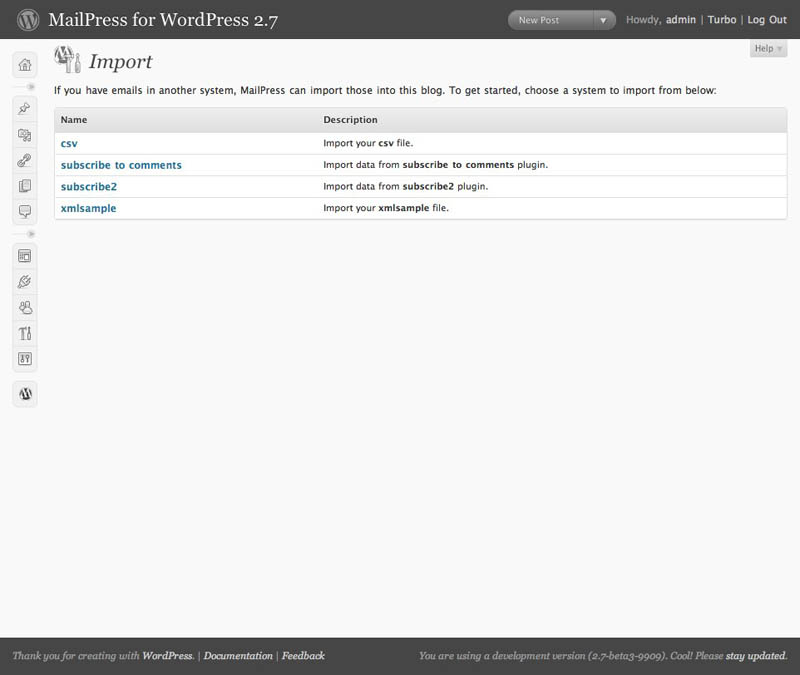 MailPress for WordPress 2.7
New Post
Howdy, admin | Turbo | Log Out
Help
Import
If you have emails in another system, MailPress can import those into this blog. To get started, choose a system to import from below:
Name Description
csv Import your csv file.
subscribe to comments Import data from subscribe to comments plugin.
subscribe2 Import data from subscribe2 plugin.
xmlsample Import your xmlsample file.
Thank you for creating with WordPress. | Documentation | Feedback
You are using a development version (2.7-beta3-9909). Cool! Please stay updated.